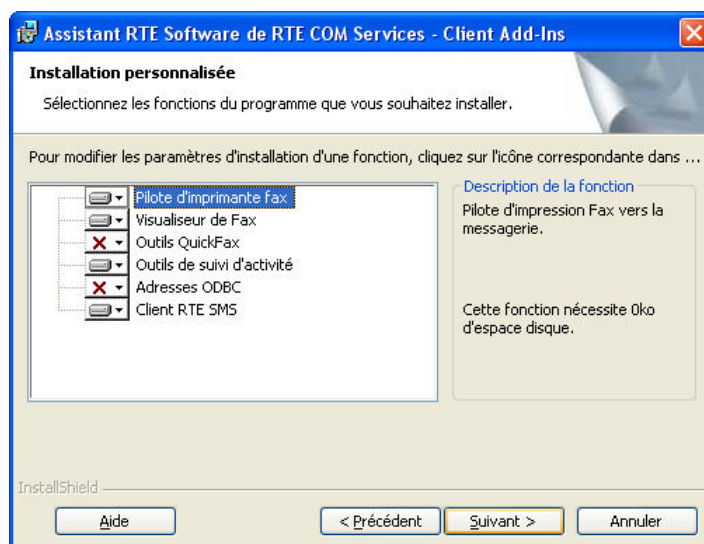 Assistant RTE Software de RTE COM Services - Client Add-Ins
Installation personnalisée
Sélectionnez les fonctions du programme que vous souhaitez installer.
Pour modifier les paramètres d'installation d'une fonction, cliquez sur l'icône correspondante dans ...
Pilote d'imprimante fax
Visualiseur de Fax
Outils QuickFax
Outils de suivi d'activité
Adresses ODBC
Client RTE SMS
Description de la fonction
Pilote d'impression Fax vers la
messagerie.
Cette fonction nécessite 0ko
d'espace disque.
InstallShield
Aide
< Précédent
Suivant >
Annuler